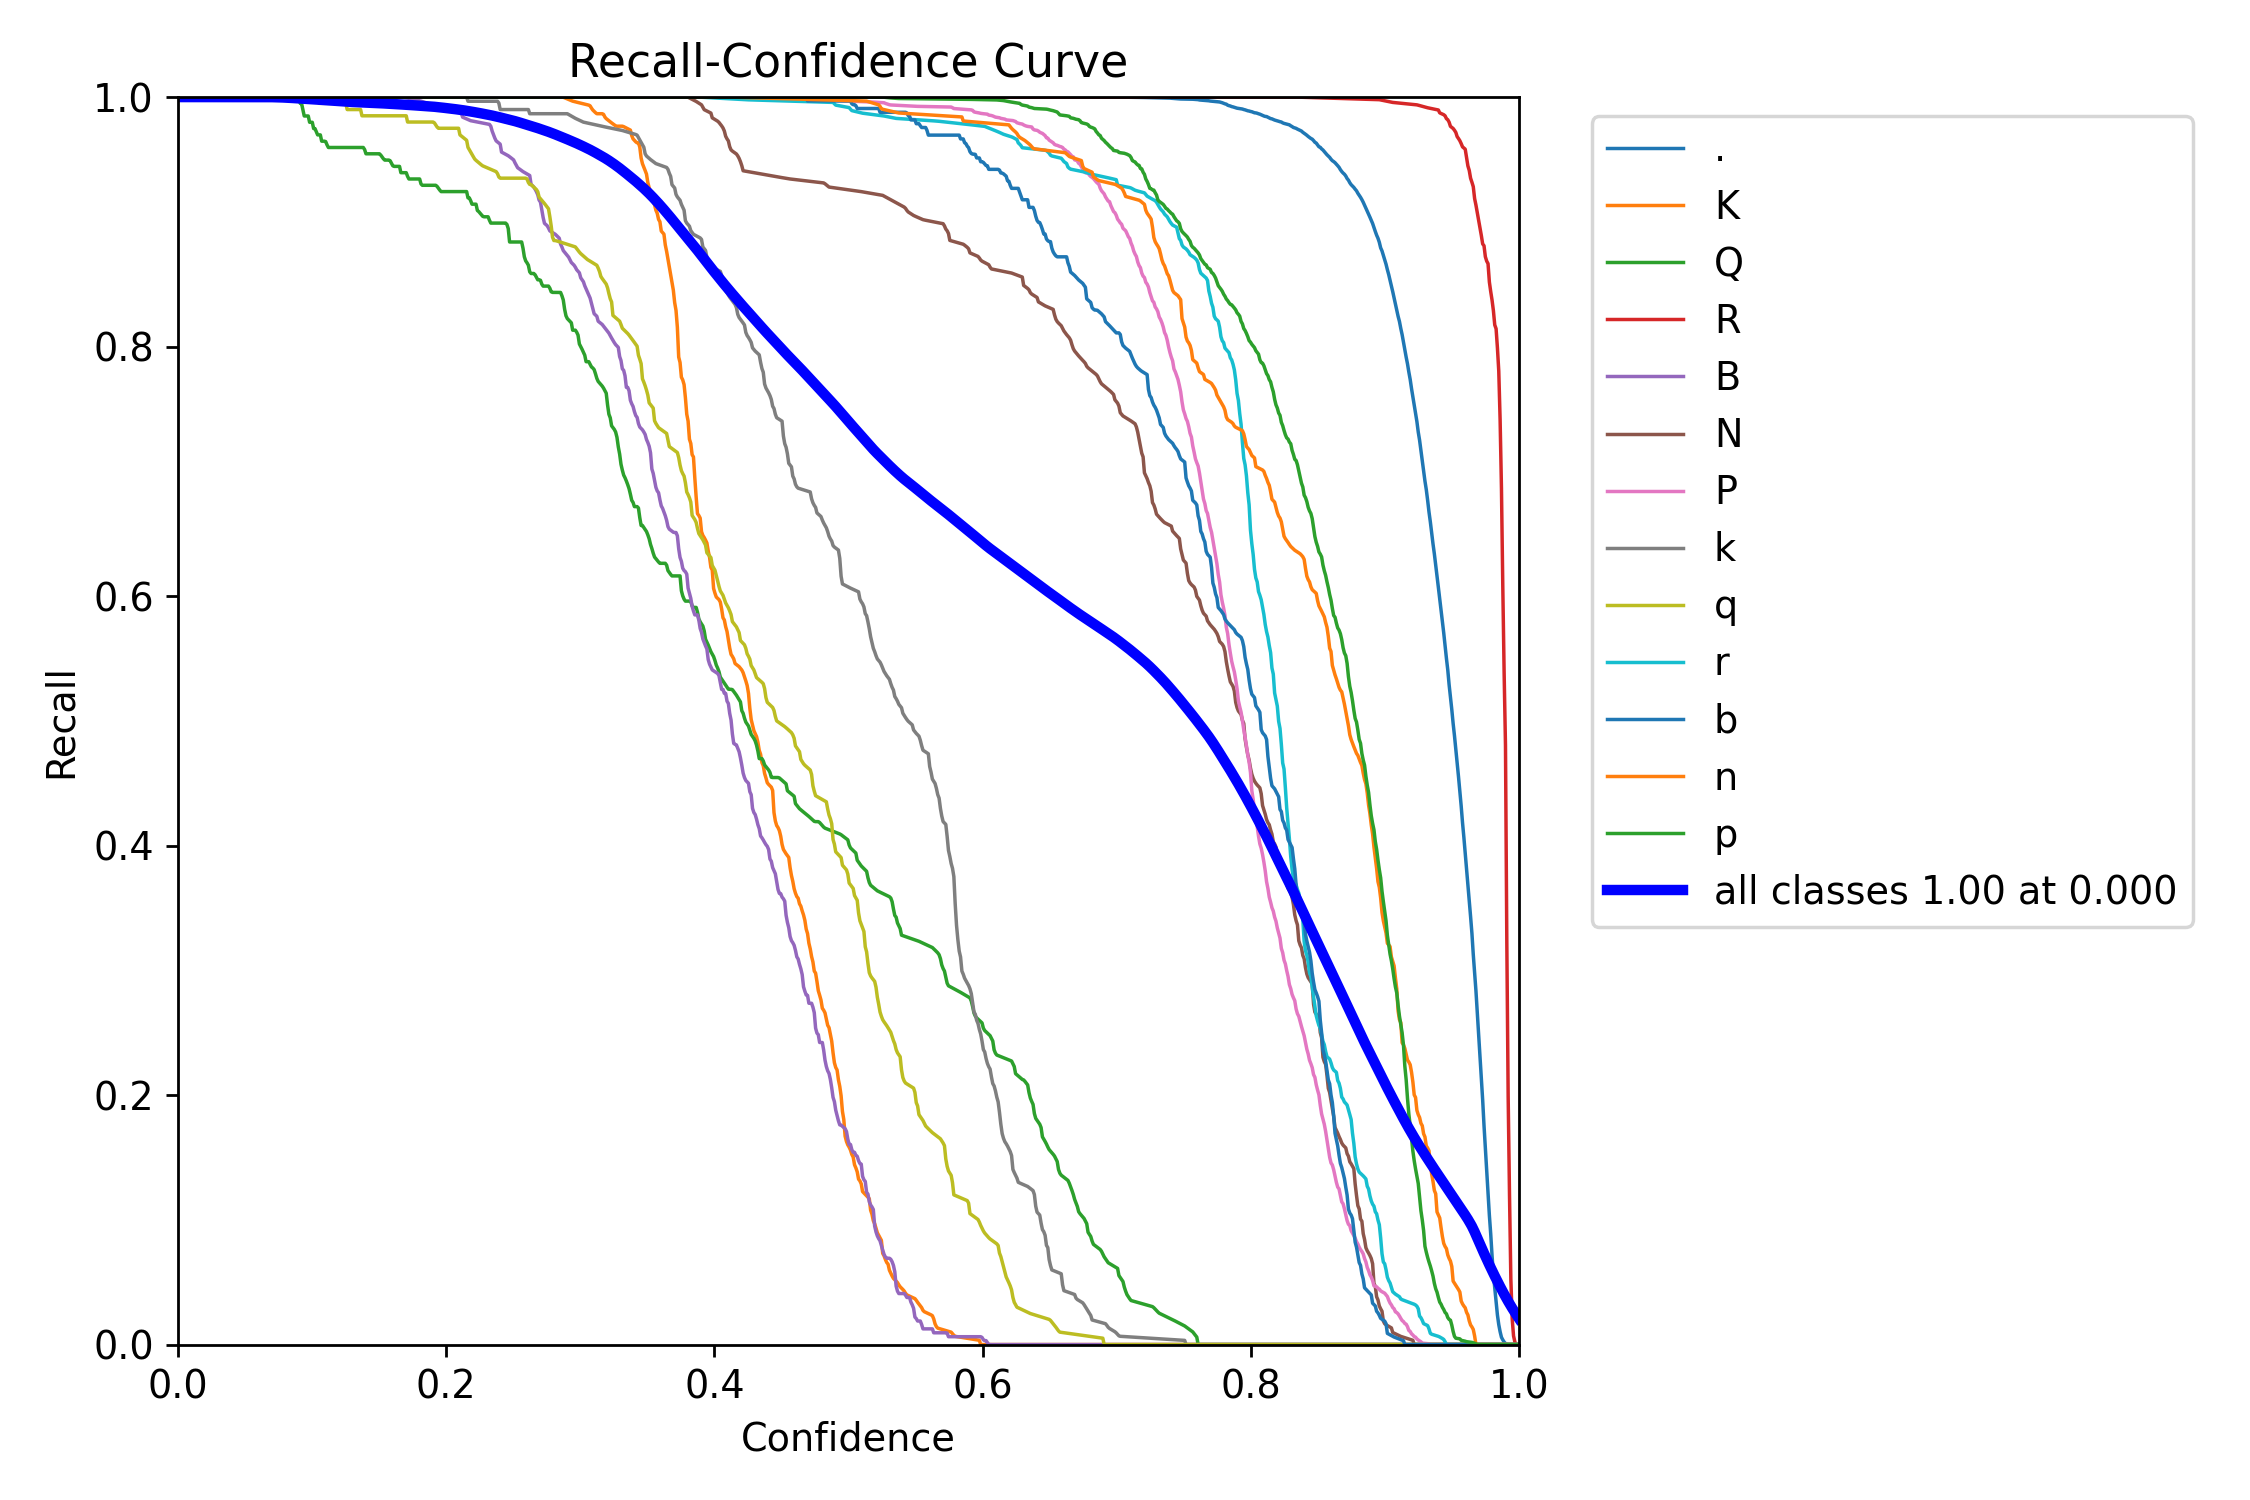 Recall-Confidence Curve
1.0
0.8
0.6
0.4
0.2
0.0
Recall
0.0 0.2 0.4 0.6 0.8 1.0
Confidence
.
K
Q
R
B
N
P
k
q
r
b
n
p
all classes 1.00 at 0.000